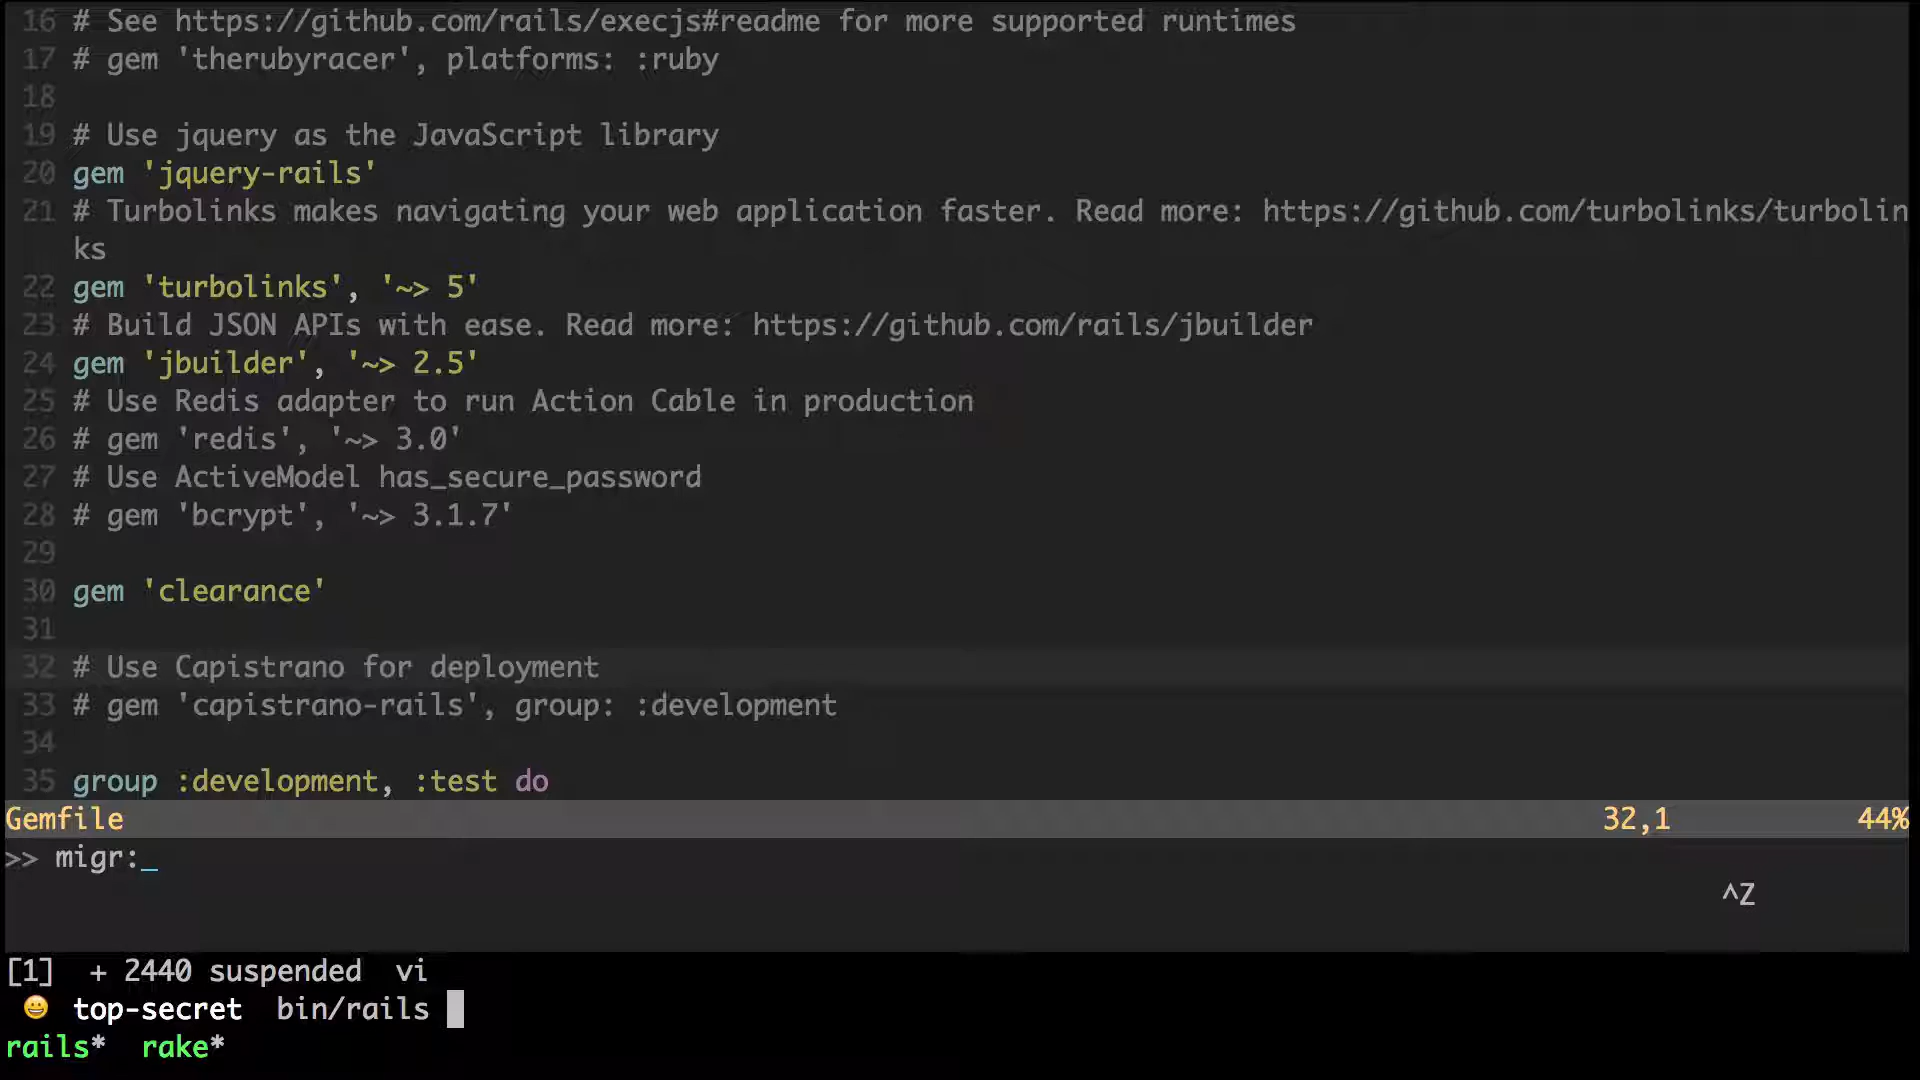 16 # See https://github.com/rails/execjs#readme for more supported runtimes
17 # gem 'therubyracer', platforms: :ruby
18
19 # Use jquery as the JavaScript library
20 gem 'jquery-rails'
21 # Turbolinks makes navigating your web application faster. Read more: https://github.com/turbolinks/turbolin
ks
22 gem 'turbolinks', '~> 5'
23 # Build JSON APIs with ease. Read more: https://github.com/rails/jbuilder
24 gem 'jbuilder', '~> 2.5'
25 # Use Redis adapter to run Action Cable in production
26 # gem 'redis', '~> 3.0'
27 # Use ActiveModel has_secure_password
28 # gem 'bcrypt', '~> 3.1.7'
29
30 gem 'clearance'
31
32 # Use Capistrano for deployment
33 # gem 'capistrano-rails', group: :development
34
35 group :development, :test do
Gemfile 32,1 44%
>> migr:_
^Z
[1] + 2440 suspended vi
😀 top-secret bin/rails
rails* rake*